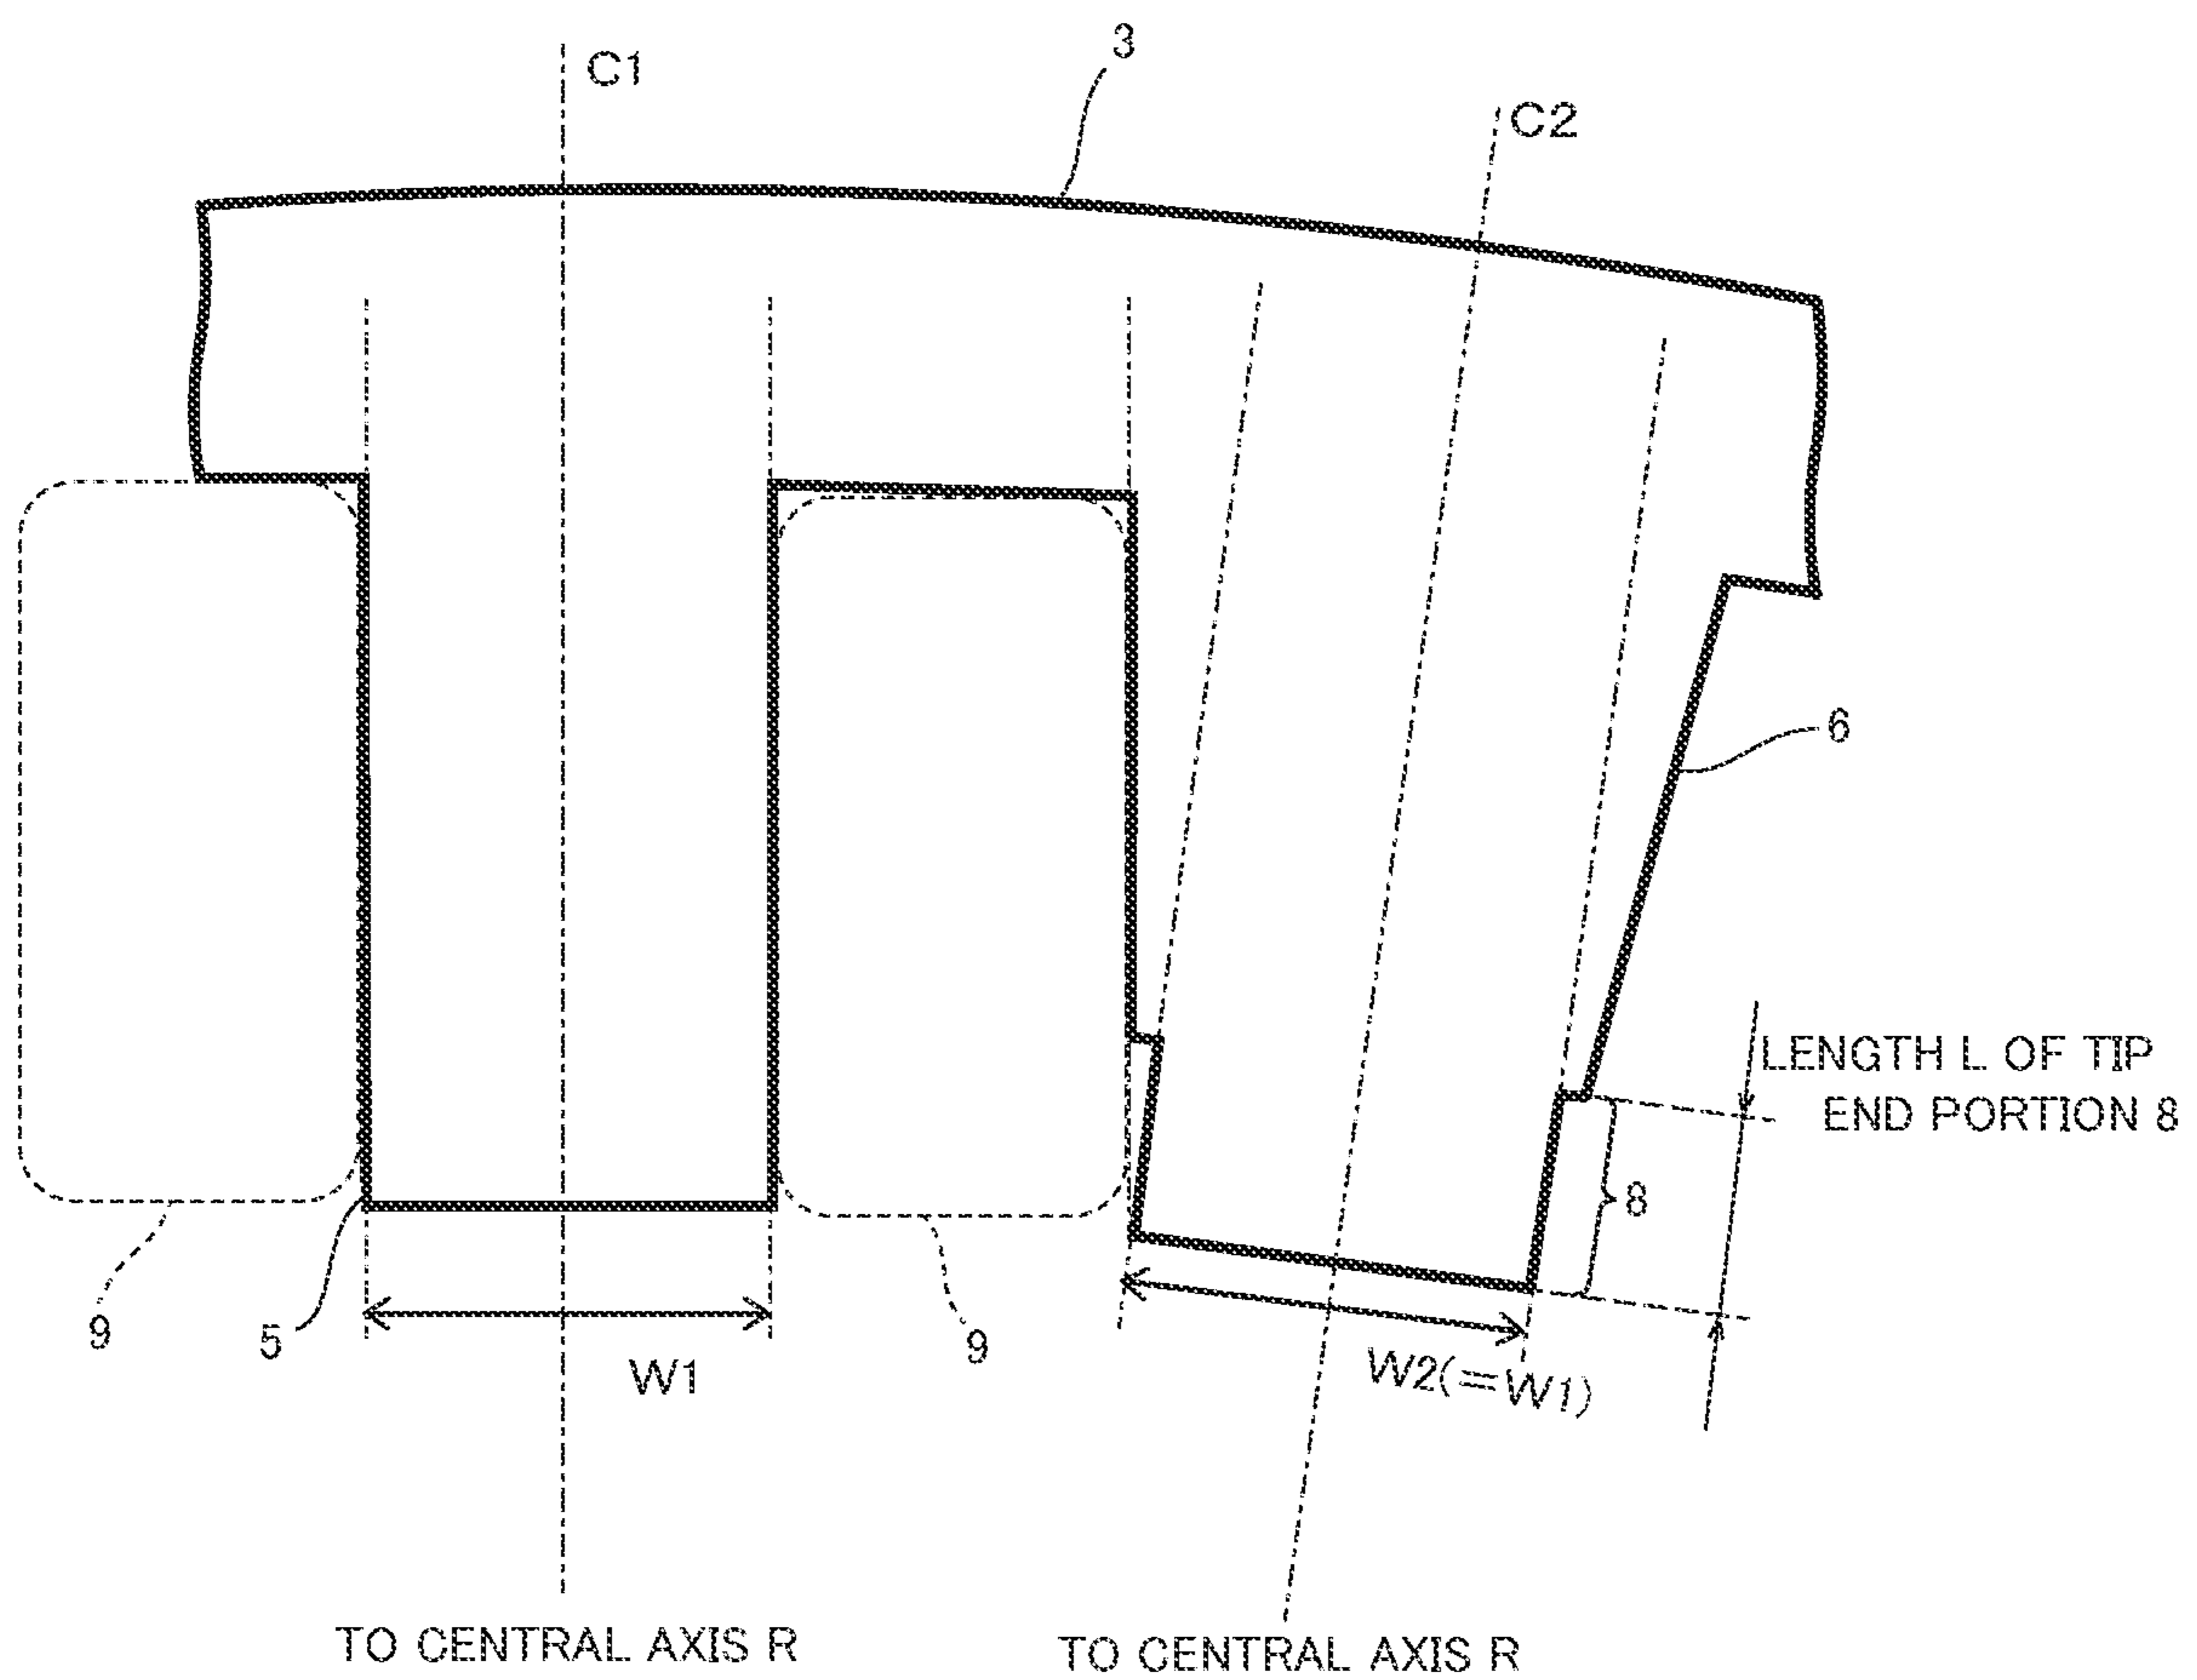 3
C1
C2
6
LENGTH L OF TIP
END PORTION 8
8
9
5
9
W1
W2(=W1)
TO CENTRAL AXIS R
TO CENTRAL AXIS R